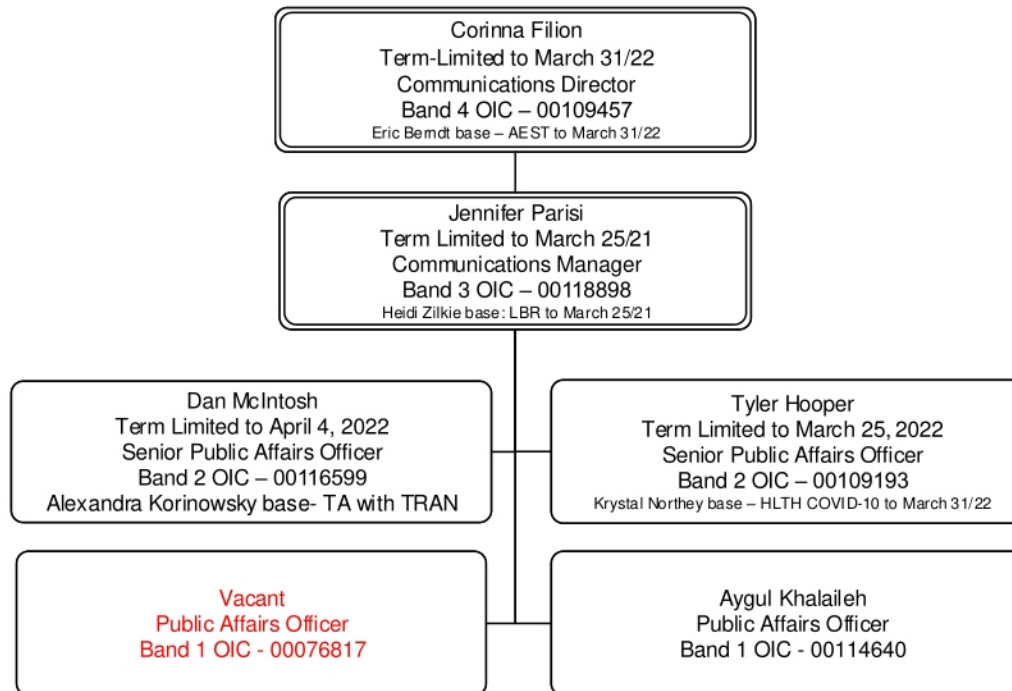 Corinna Filion
Term-Limited to March 31/22
Communications Director
Band 4 OIC – 00109457
Eric Berndt base – AEST to March 31/22
Jennifer Parisi
Term Limited to March 25/21
Communications Manager
Band 3 OIC – 00118898
Heidi Zilkie base: LBR to March 25/21
Dan McIntosh
Term Limited to April 4, 2022
Senior Public Affairs Officer
Band 2 OIC – 00116599
Alexandra Korinowsky base- TA with TRAN
Tyler Hooper
Term Limited to March 25, 2022
Senior Public Affairs Officer
Band 2 OIC – 00109193
Krystal Northey base – HLTH COVID-10 to March 31/22
Vacant
Public Affairs Officer
Band 1 OIC - 00076817
Aygul Khalaileh
Public Affairs Officer
Band 1 OIC - 00114640